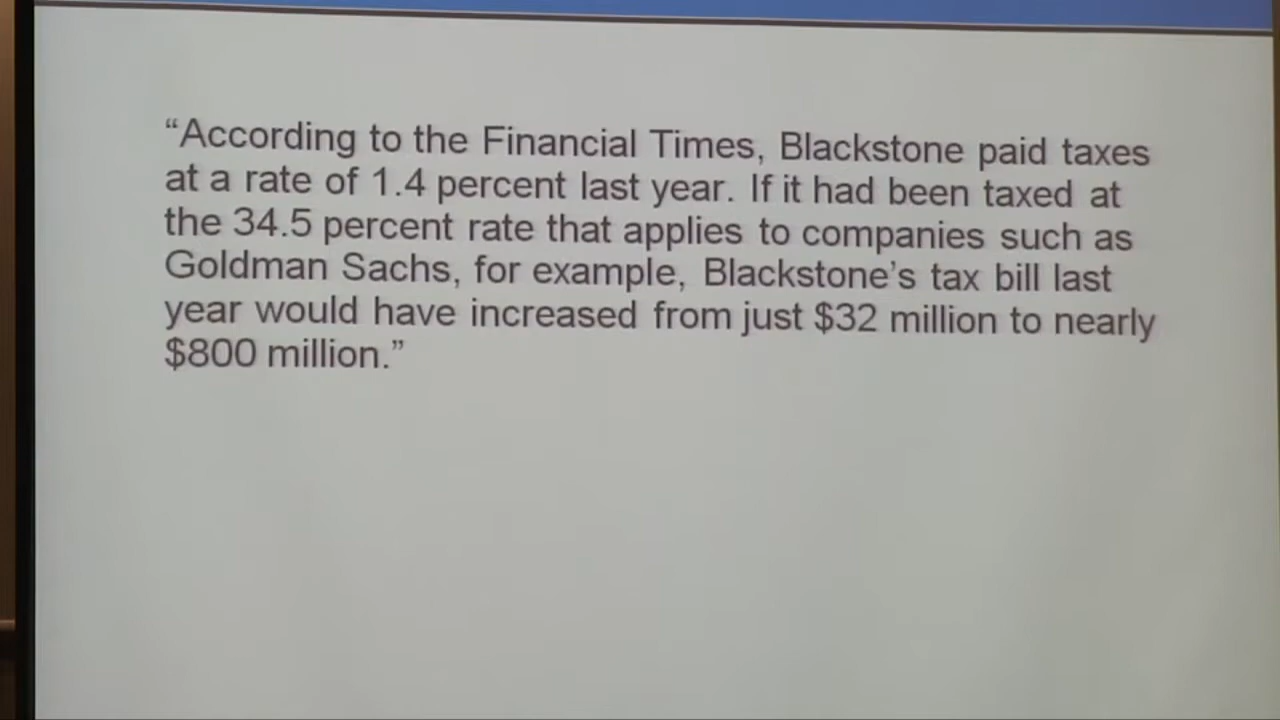 “According to the Financial Times, Blackstone paid taxes
at a rate of 1.4 percent last year. If it had been taxed at
the 34.5 percent rate that applies to companies such as
Goldman Sachs, for example, Blackstone’s tax bill last
year would have increased from just $32 million to nearly
$800 million.”